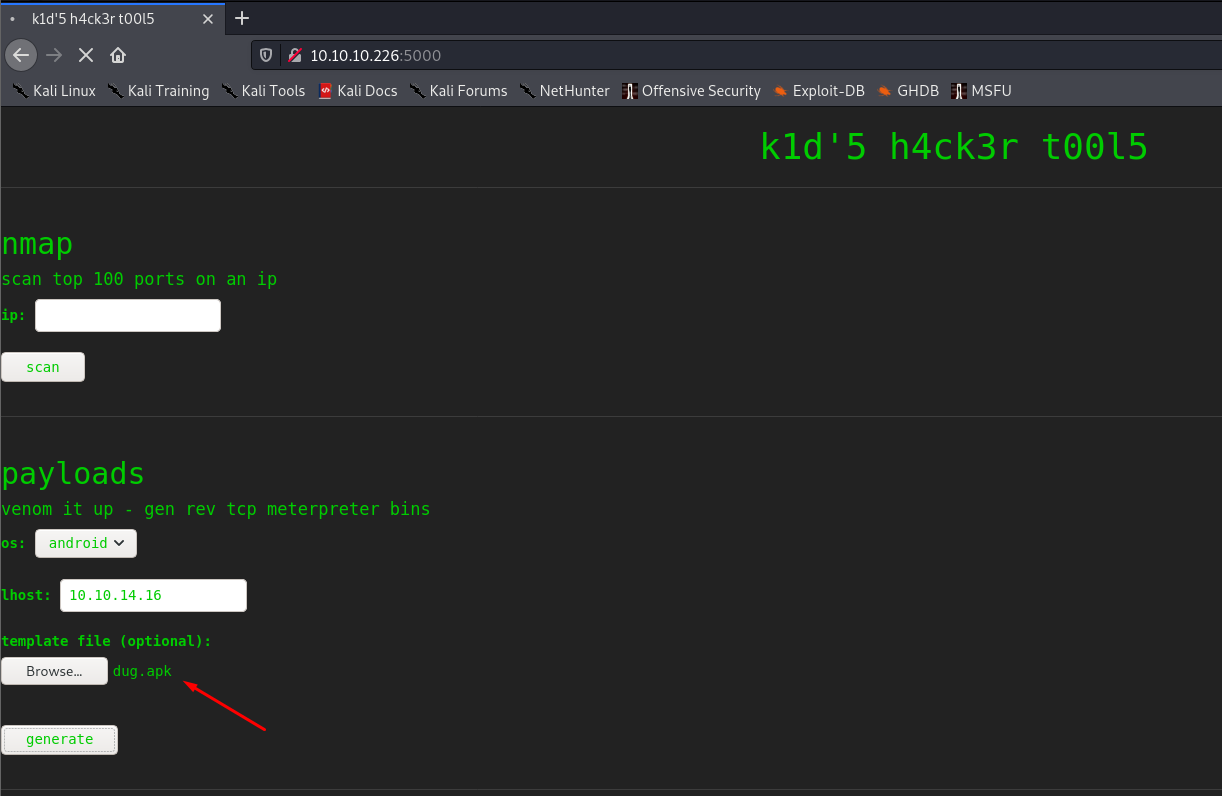 k1d'5 h4ck3r t00l5
10.10.10.226:5000
Kali Linux Kali Training Kali Tools Kali Docs Kali Forums NetHunter Offensive Security Exploit-DB GHDB MSFU
k1d'5 h4ck3r t00l5
nmap
scan top 100 ports on an ip
ip:
scan
payloads
venom it up - gen rev tcp meterpreter bins
os: android
lhost: 10.10.14.16
template file (optional):
Browse... dug.apk
generate